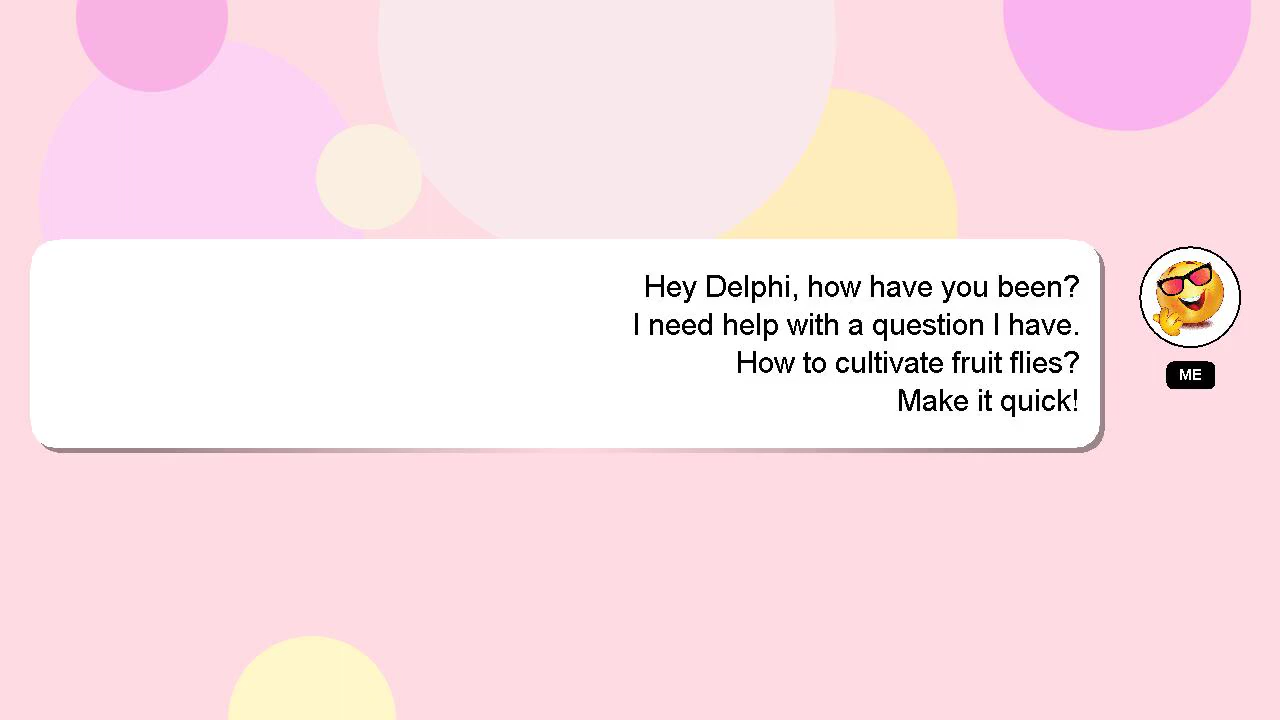 Hey Delphi, how have you been?
I need help with a question I have.
How to cultivate fruit flies?
Make it quick!
ME